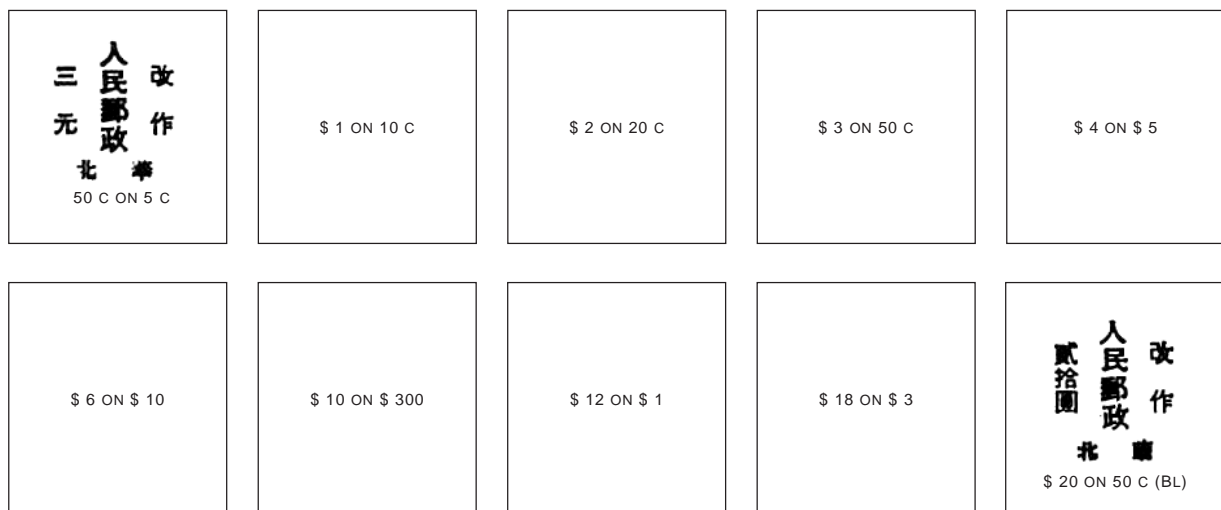 改作
人民郵政
三元
華北
50 C ON 5 C
$ 1 ON 10 C
$ 2 ON 20 C
$ 3 ON 50 C
$ 4 ON $ 5
$ 6 ON $ 10
$ 10 ON $ 300
$ 12 ON $ 1
$ 18 ON $ 3
改作
人民郵政
貳拾圓
北
$ 20 ON 50 C (BL)